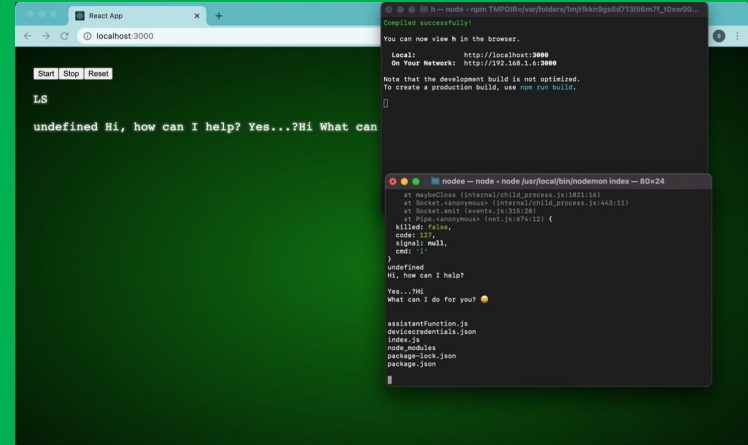 React App
localhost:3000
Start Stop Reset
LS
undefined Hi, how can I help? Yes...?Hi What can
h — node • npm TMPDIR=/var/folders/1m/
Compiled successfully!
You can now view h in the browser.
Local: http://localhost:3000
On Your Network: http://192.168.1.6:3000
Note that the development build is not optimized.
To create a production build, use npm run build.
nodee — node • node /usr/local/bin/nodemon index — 80×24
at maybeClose (internal/child_process.js:1021:16)
at Socket.<anonymous> (internal/child_process.js:443:11)
at Socket.emit (events.js:315:20)
at Pipe.<anonymous> (net.js:674:12) {
killed: false,
code: 127,
signal: null,
cmd: 'l'
}
undefined
Hi, how can I help?
Yes...?Hi
What can I do for you? 😀
assistantFunction.js
devicecredentials.json
index.js
node_modules
package-lock.json
package.json